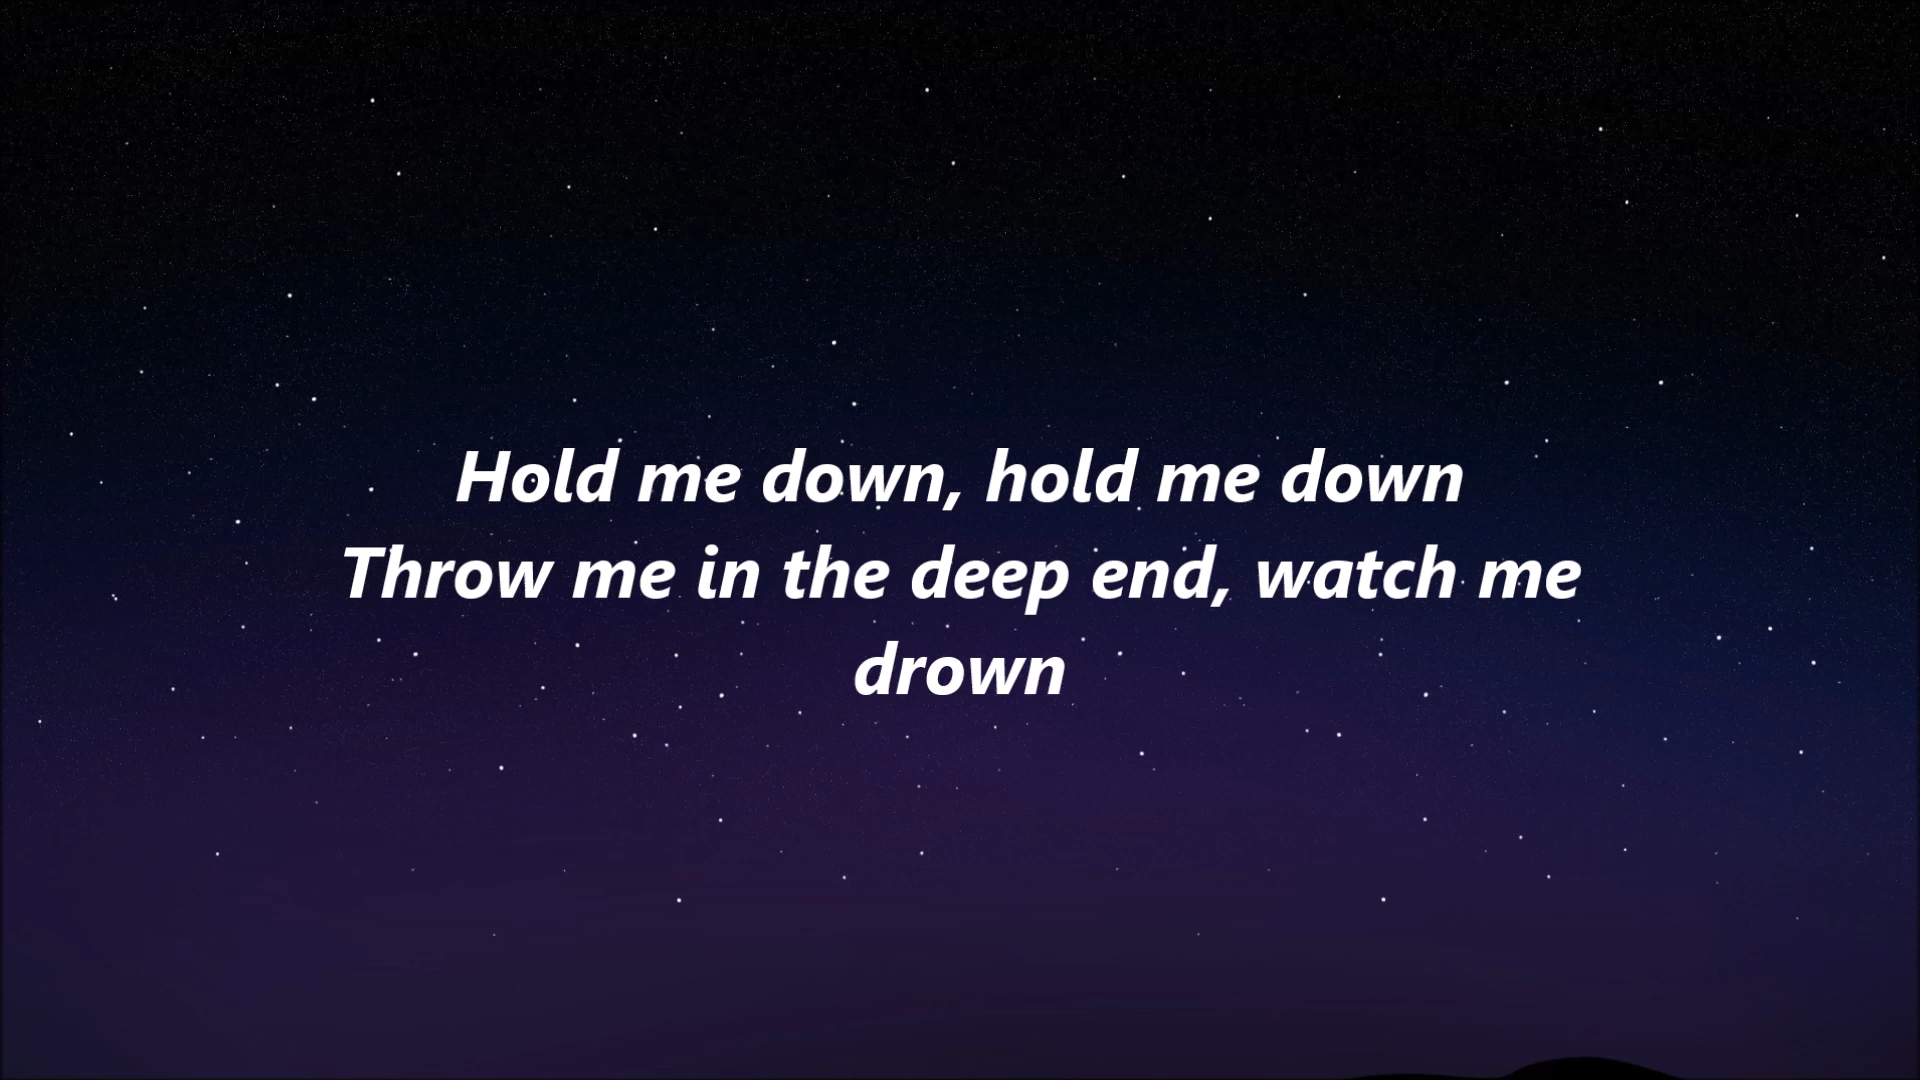 Hold me down, hold me down
Throw me in the deep end, watch me
drown